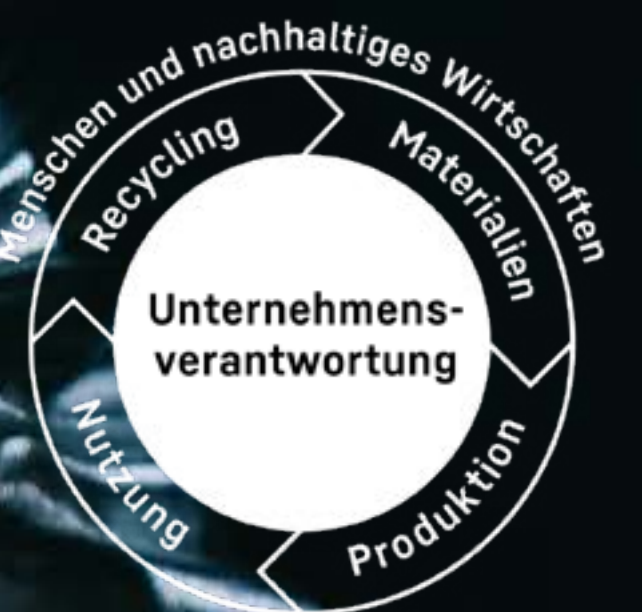 Menschen und nachhaltiges Wirtschaften
Recycling
Materialien
Unternehmens-
verantwortung
Nutzung
Produktion